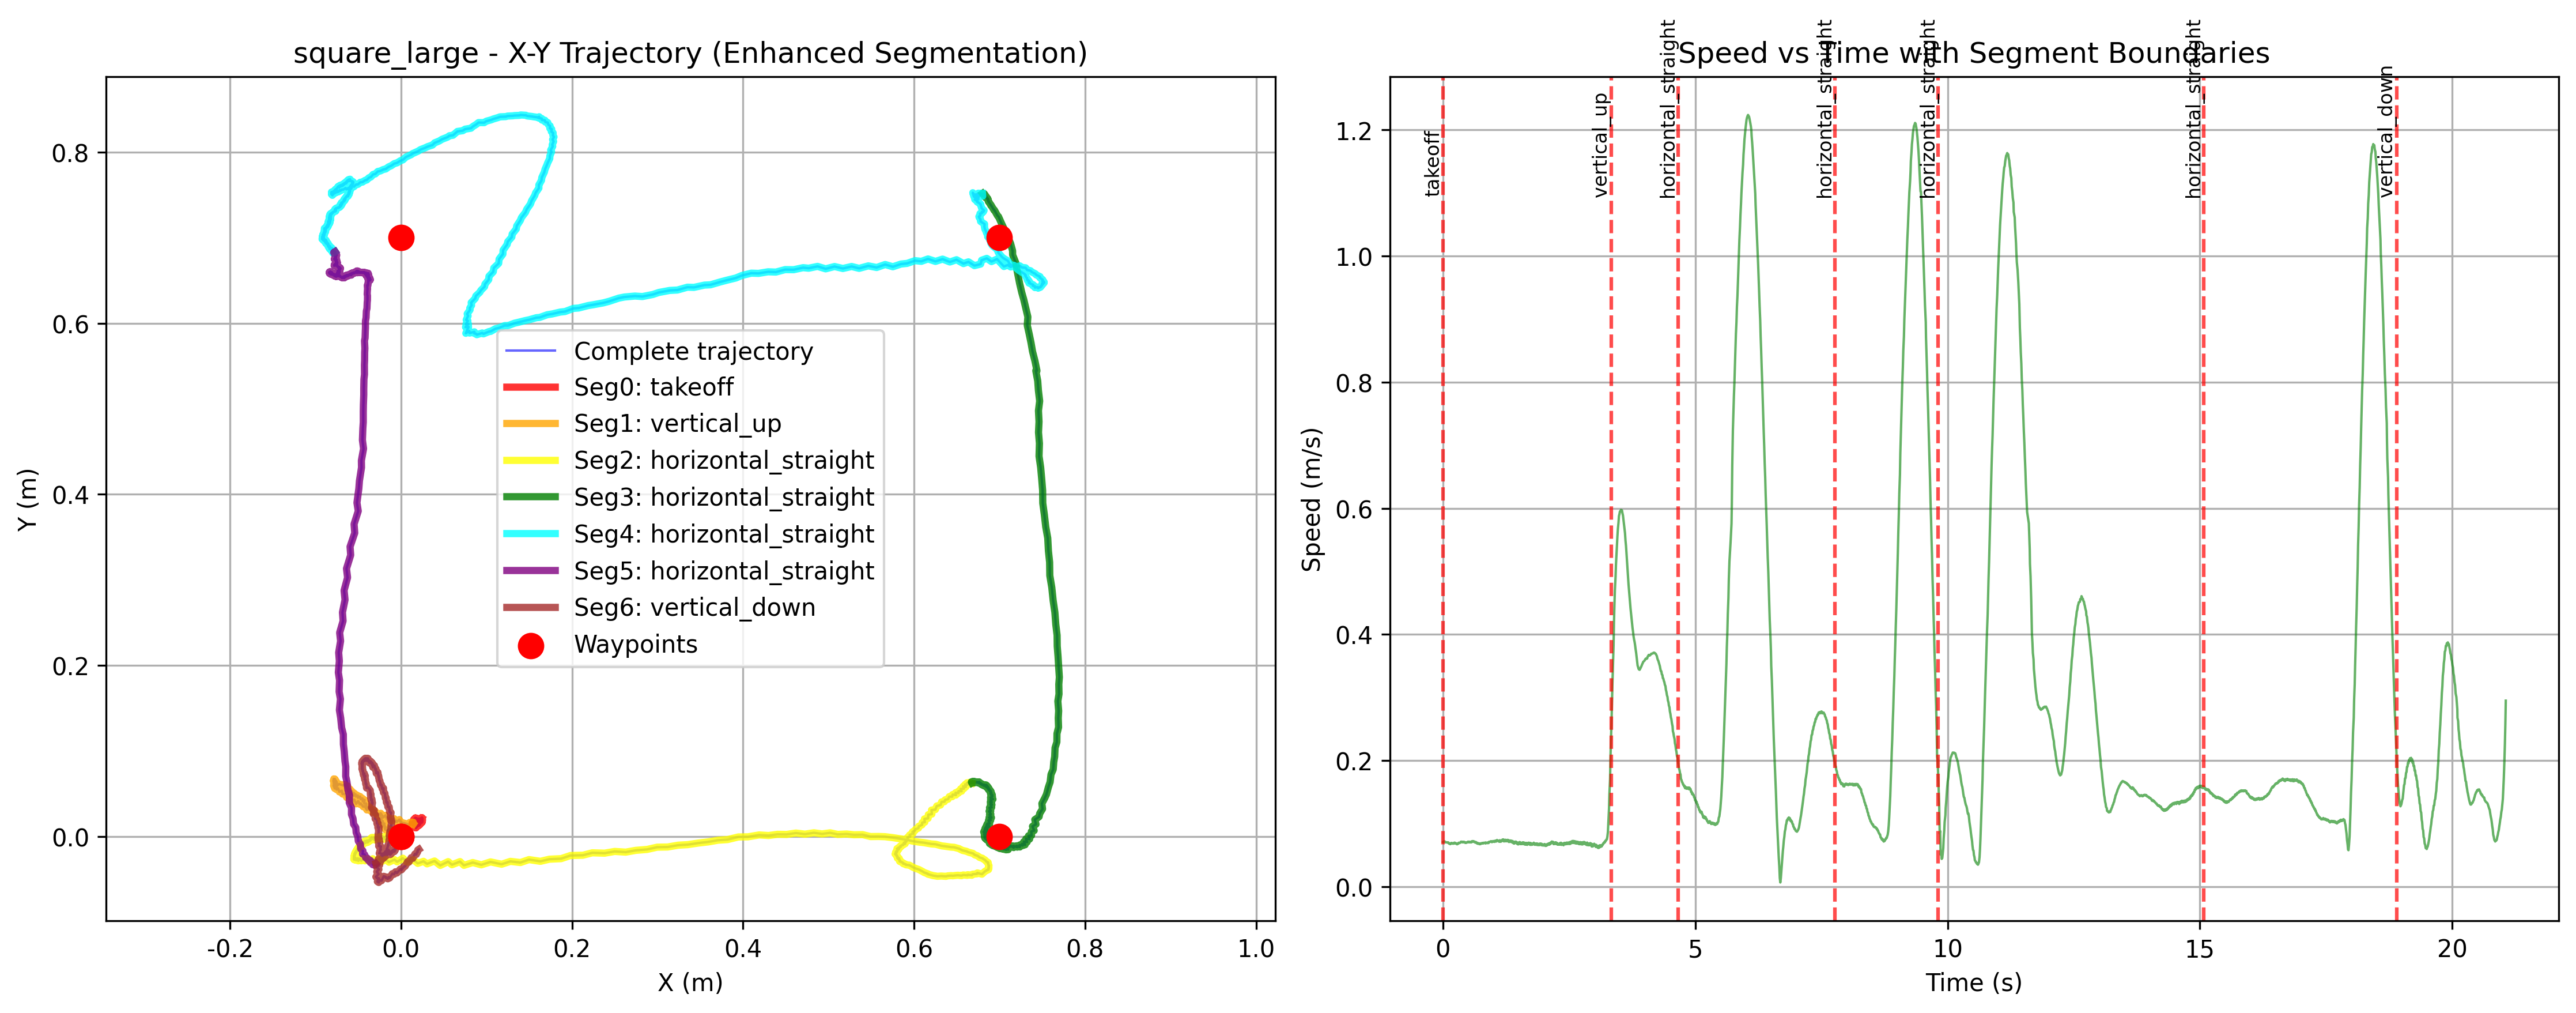 square_large - X-Y Trajectory (Enhanced Segmentation)
Y (m)
0.8
0.6
0.4
0.2
0.0
-0.2
0.0
0.2
0.4
0.6
0.8
1.0
X (m)
Complete trajectory
Seg0: takeoff
Seg1: vertical_up
Seg2: horizontal_straight
Seg3: horizontal_straight
Seg4: horizontal_straight
Seg5: horizontal_straight
Seg6: vertical_down
Waypoints
Speed vs Time with Segment Boundaries
Speed (m/s)
1.2
1.0
0.8
0.6
0.4
0.2
0.0
takeoff
vertical_up
horizontal_straight
horizontal_straight
horizontal_straight
horizontal_straight
vertical_down
0
5
10
15
20
Time (s)